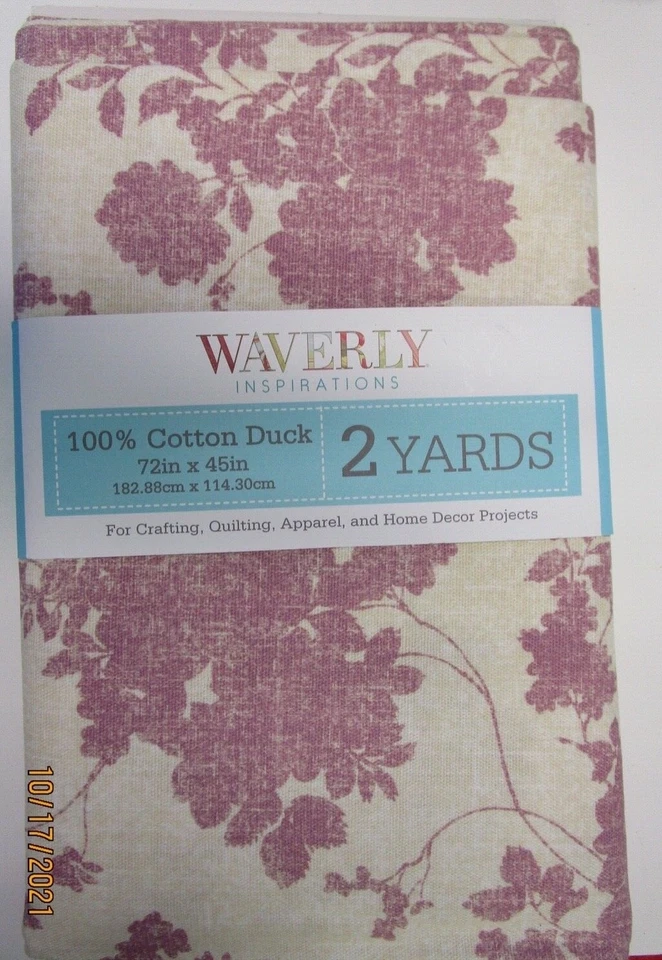 WAVERLY
INSPIRATIONS
100% Cotton Duck
72in x 45in
182.88cm x 114.30cm
2 YARDS
For Crafting, Quilting, Apparel, and Home Decor Projects
10/17/2021